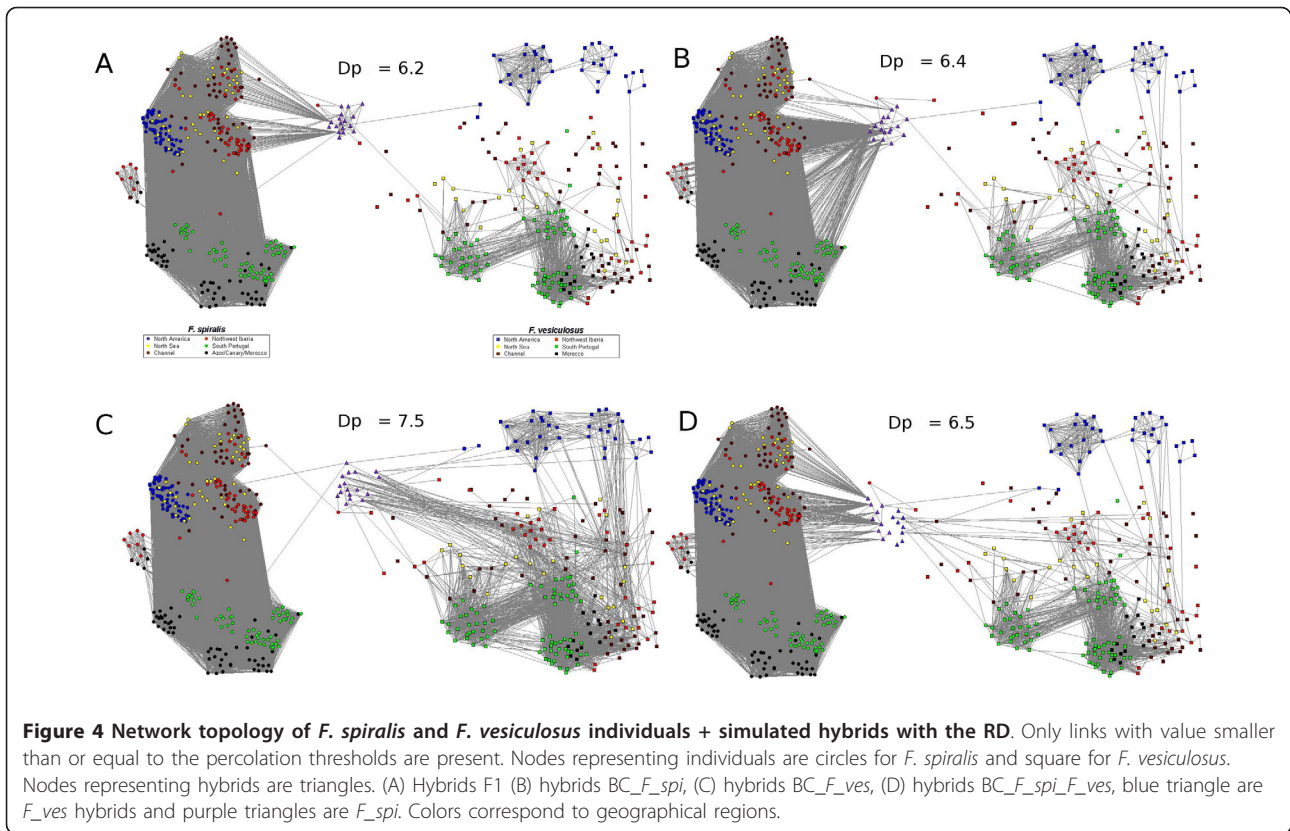 A
Dp = 6.2
B
Dp = 6.4
F. spiralis
North America
Northwest Iberia
North Sea
South Portugal
Channel
Azor/Canary/Morocco
F. vesiculosus
North America
Northwest Iberia
North Sea
South Portugal
Channel
Morocco
C
Dp = 7.5
D
Dp = 6.5
Figure 4 Network topology of F. spiralis and F. vesiculosus individuals + simulated hybrids with the RD. Only links with value smaller
than or equal to the percolation thresholds are present. Nodes representing individuals are circles for F. spiralis and square for F. vesiculosus.
Nodes representing hybrids are triangles. (A) Hybrids F1 (B) hybrids BC_F_spi, (C) hybrids BC_F_ves, (D) hybrids BC_F_spi_F_ves, blue triangle are
F_ves hybrids and purple triangles are F_spi. Colors correspond to geographical regions.